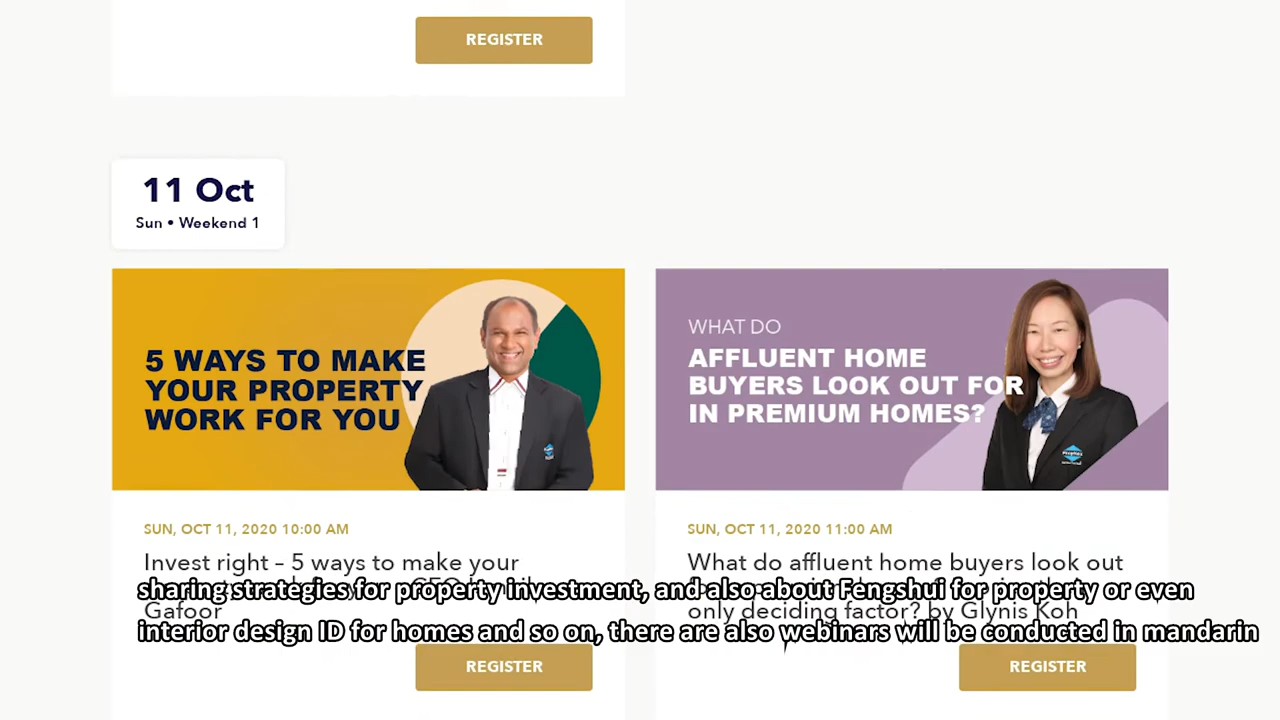 REGISTER
11 Oct
Sun • Weekend 1
5 WAYS TO MAKE
YOUR PROPERTY
WORK FOR YOU
WHAT DO
AFFLUENT HOME
BUYERS LOOK OUT FOR
IN PREMIUM HOMES?
SUN, OCT 11, 2020 10:00 AM
Invest right – 5 ways to make your
Gafoor
SUN, OCT 11, 2020 11:00 AM
What do affluent home buyers look out
only deciding factor? by Glynis Koh
sharing strategies for property investment, and also about Fengshui for property or even
interior design ID for homes and so on, there are also webinars will be conducted in mandarin
REGISTER
REGISTER